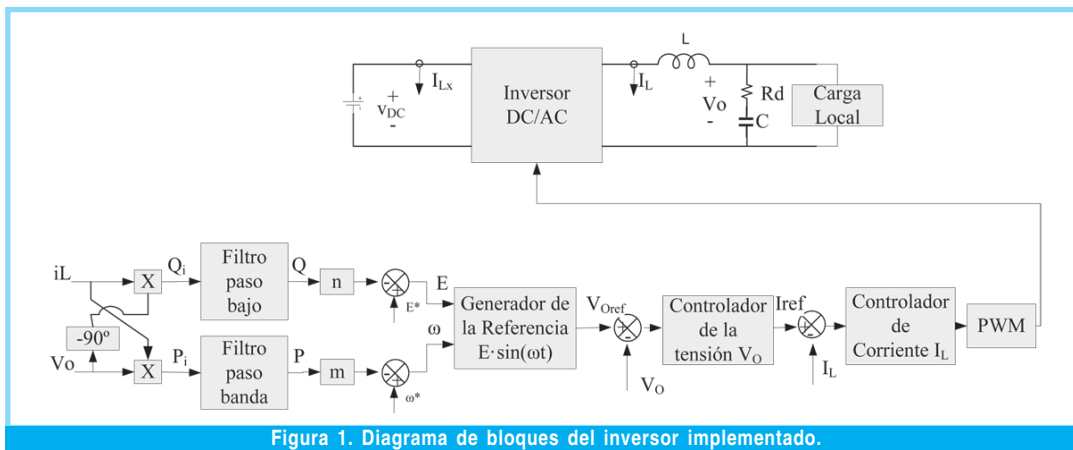 L
I_Lx
I_L
+
v_DC
-
Inversor
DC/AC
+
Vo
-
Rd
C
Carga
Local
iL
X
Q_i
Filtro
paso
bajo
Q
n
E*
E
-90º
Vo
X
P_i
Filtro
paso
banda
P
m
ω*
ω
Generador de
la Referencia
E·sin(ωt)
V_Oref
V_O
Controlador
de la
tensión V_O
Iref
I_L
Controlador
de
Corriente I_L
PWM
Figura 1. Diagrama de bloques del inversor implementado.